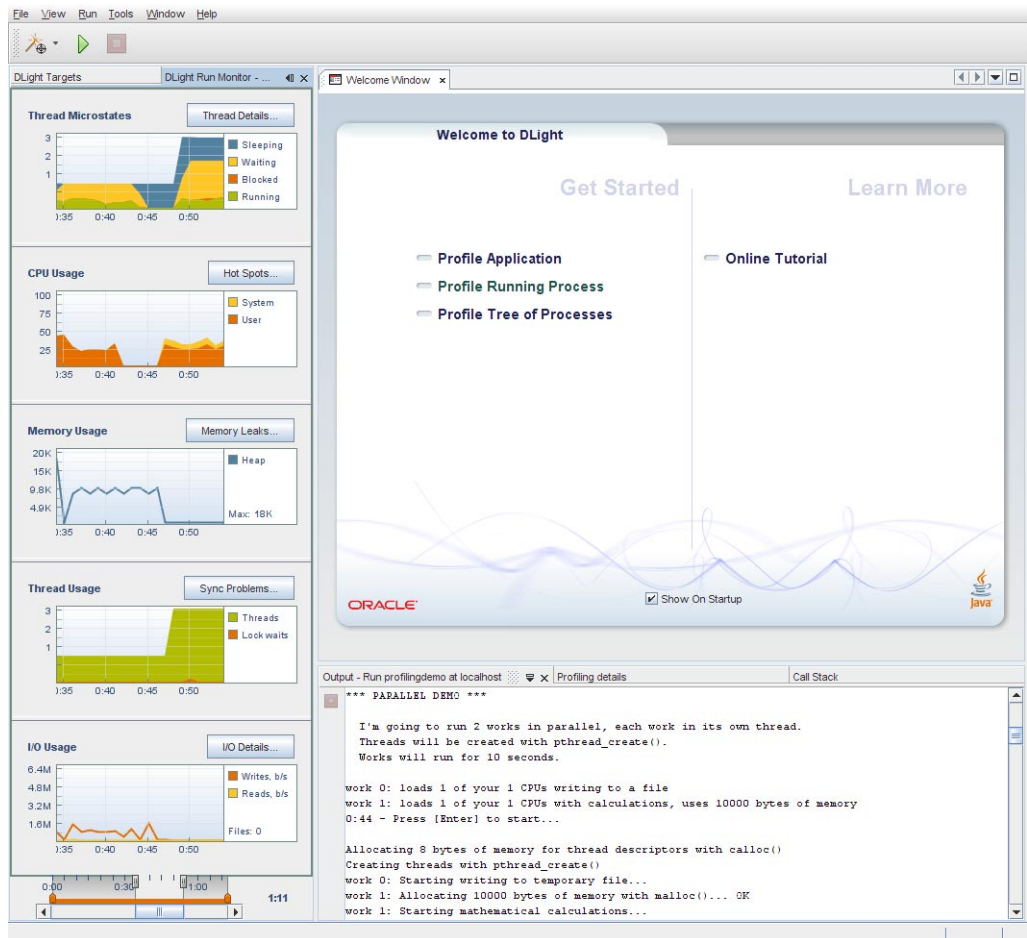 File View Run Tools Window Help
DLight Targets
DLight Run Monitor - ...
Thread Microstates
Thread Details...
3
2
1
Sleeping
Waiting
Blocked
Running
):35 0:40 0:45 0:50
CPU Usage
Hot Spots...
100
75
50
25
System
User
):35 0:40 0:45 0:50
Memory Usage
Memory Leaks...
20K
15K
9.8K
4.9K
Heap
Max: 18K
):35 0:40 0:45 0:50
Thread Usage
Sync Problems...
3
2
1
Threads
Lock waits
):35 0:40 0:45 0:50
I/O Usage
I/O Details...
6.4M
4.8M
3.2M
1.6M
Writes, b/s
Reads, b/s
Files: 0
):35 0:40 0:45 0:50
0:00 0:30 1:00
1:11
Welcome Window
Welcome to DLight
Get Started
Learn More
Profile Application
Profile Running Process
Profile Tree of Processes
Online Tutorial
ORACLE
Show On Startup
Java
Output - Run profilingdemo at localhost
Profiling details
Call Stack
*** PARALLEL DEMO ***
I'm going to run 2 works in parallel, each work in its own thread.
Threads will be created with pthread_create().
Works will run for 10 seconds.
work 0: loads 1 of your 1 CPUs writing to a file
work 1: loads 1 of your 1 CPUs with calculations, uses 10000 bytes of memory
0:44 - Press [Enter] to start...
Allocating 8 bytes of memory for thread descriptors with calloc()
Creating threads with pthread_create()
work 0: Starting writing to temporary file...
work 1: Allocating 10000 bytes of memory with malloc()... OK
work 1: Starting mathematical calculations...